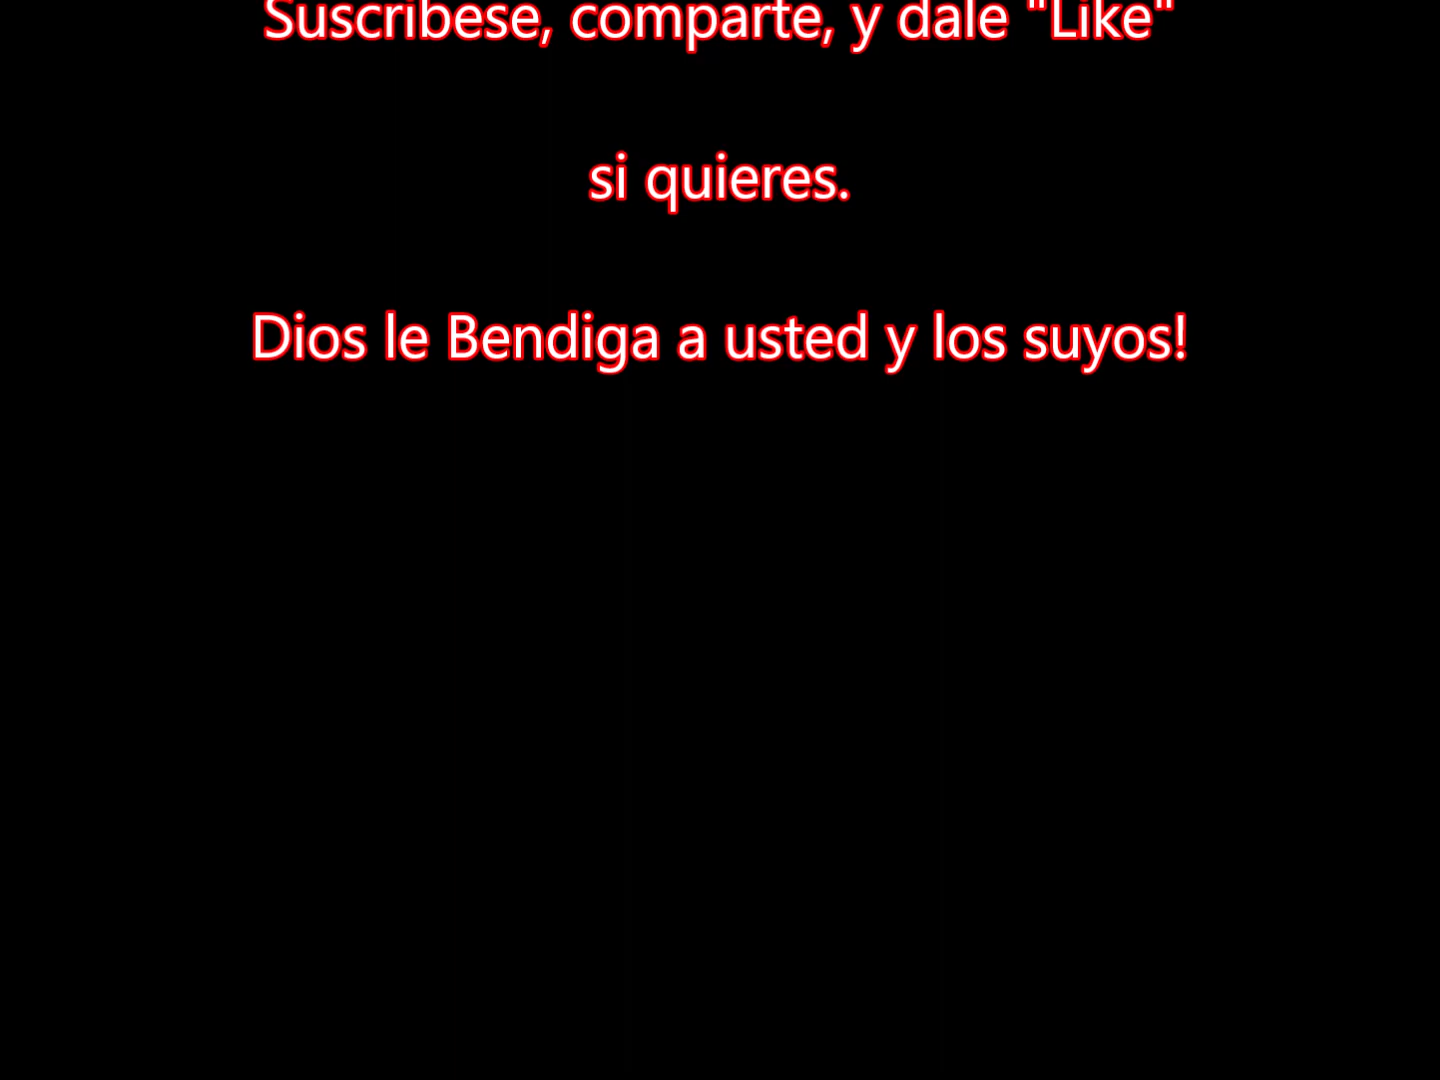 Suscribese, comparte, y dale "Like"
si quieres.
Dios le Bendiga a usted y los suyos!